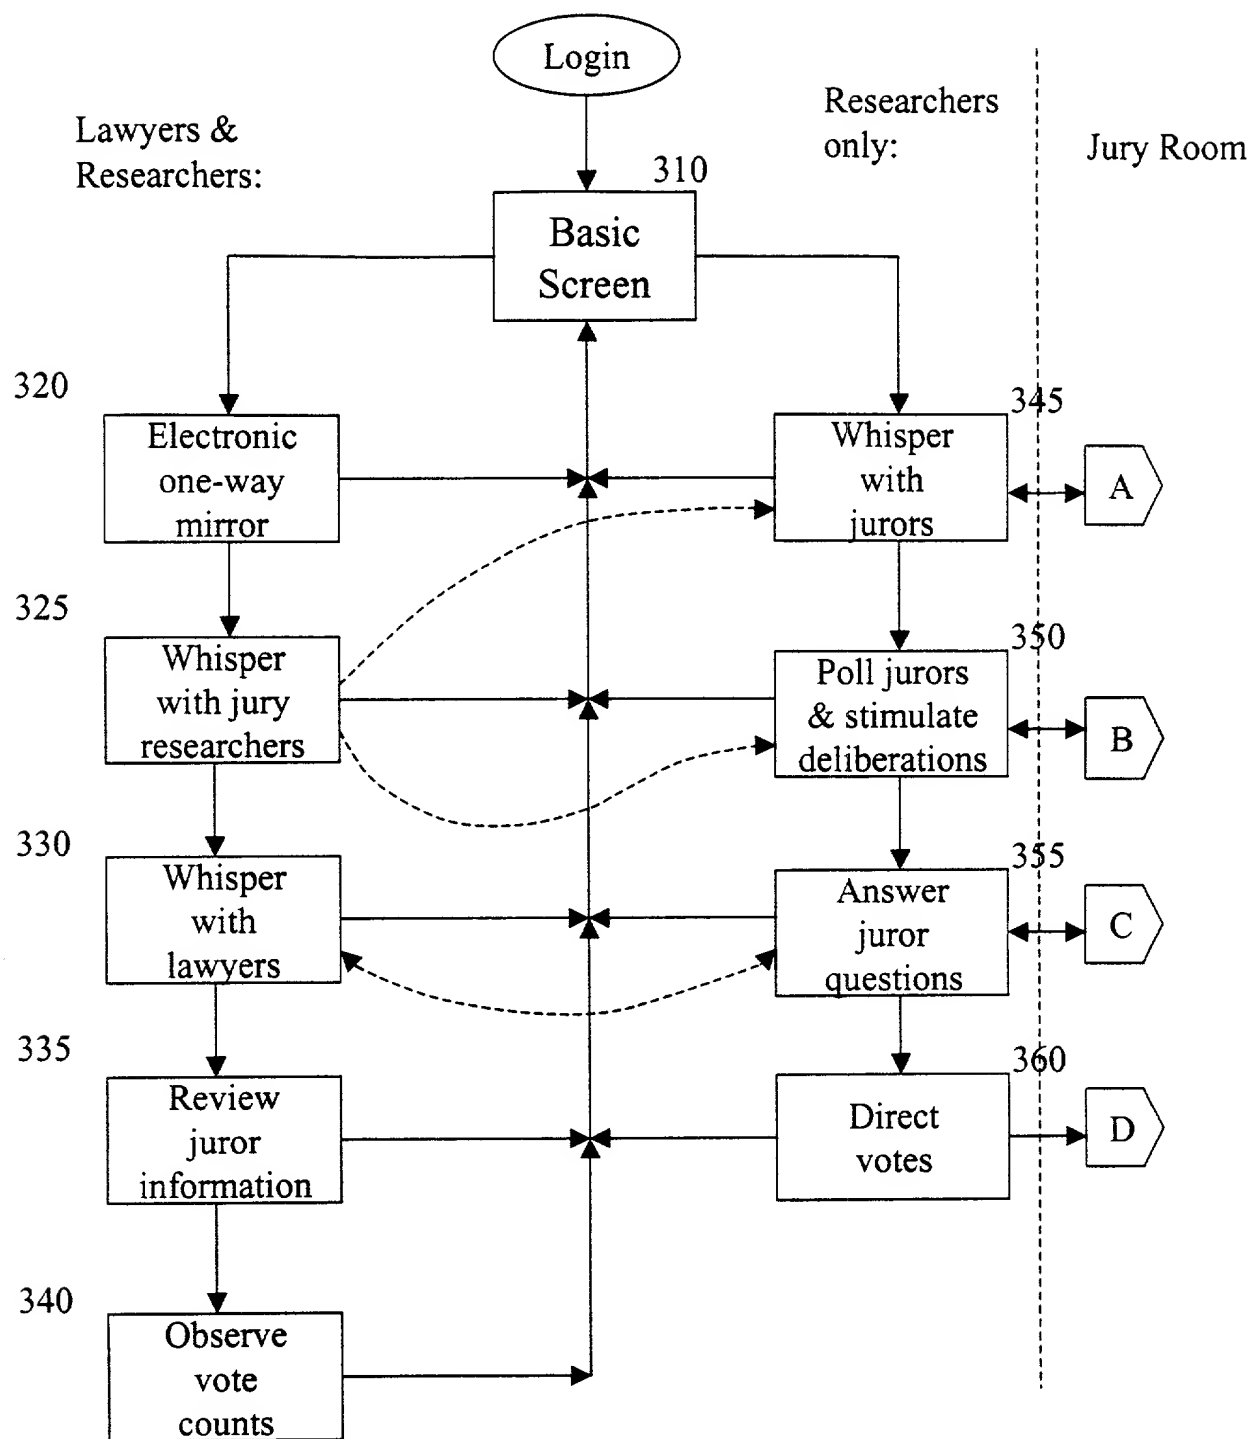 Login
Lawyers &
Researchers:
Researchers
only:
Jury Room
310
Basic
Screen
320
Electronic
one-way
mirror
345
Whisper
with
jurors
A
325
Whisper
with jury
researchers
350
Poll jurors
& stimulate
deliberations
B
330
Whisper
with
lawyers
355
Answer
juror
questions
C
335
Review
juror
information
360
Direct
votes
D
340
Observe
vote
counts